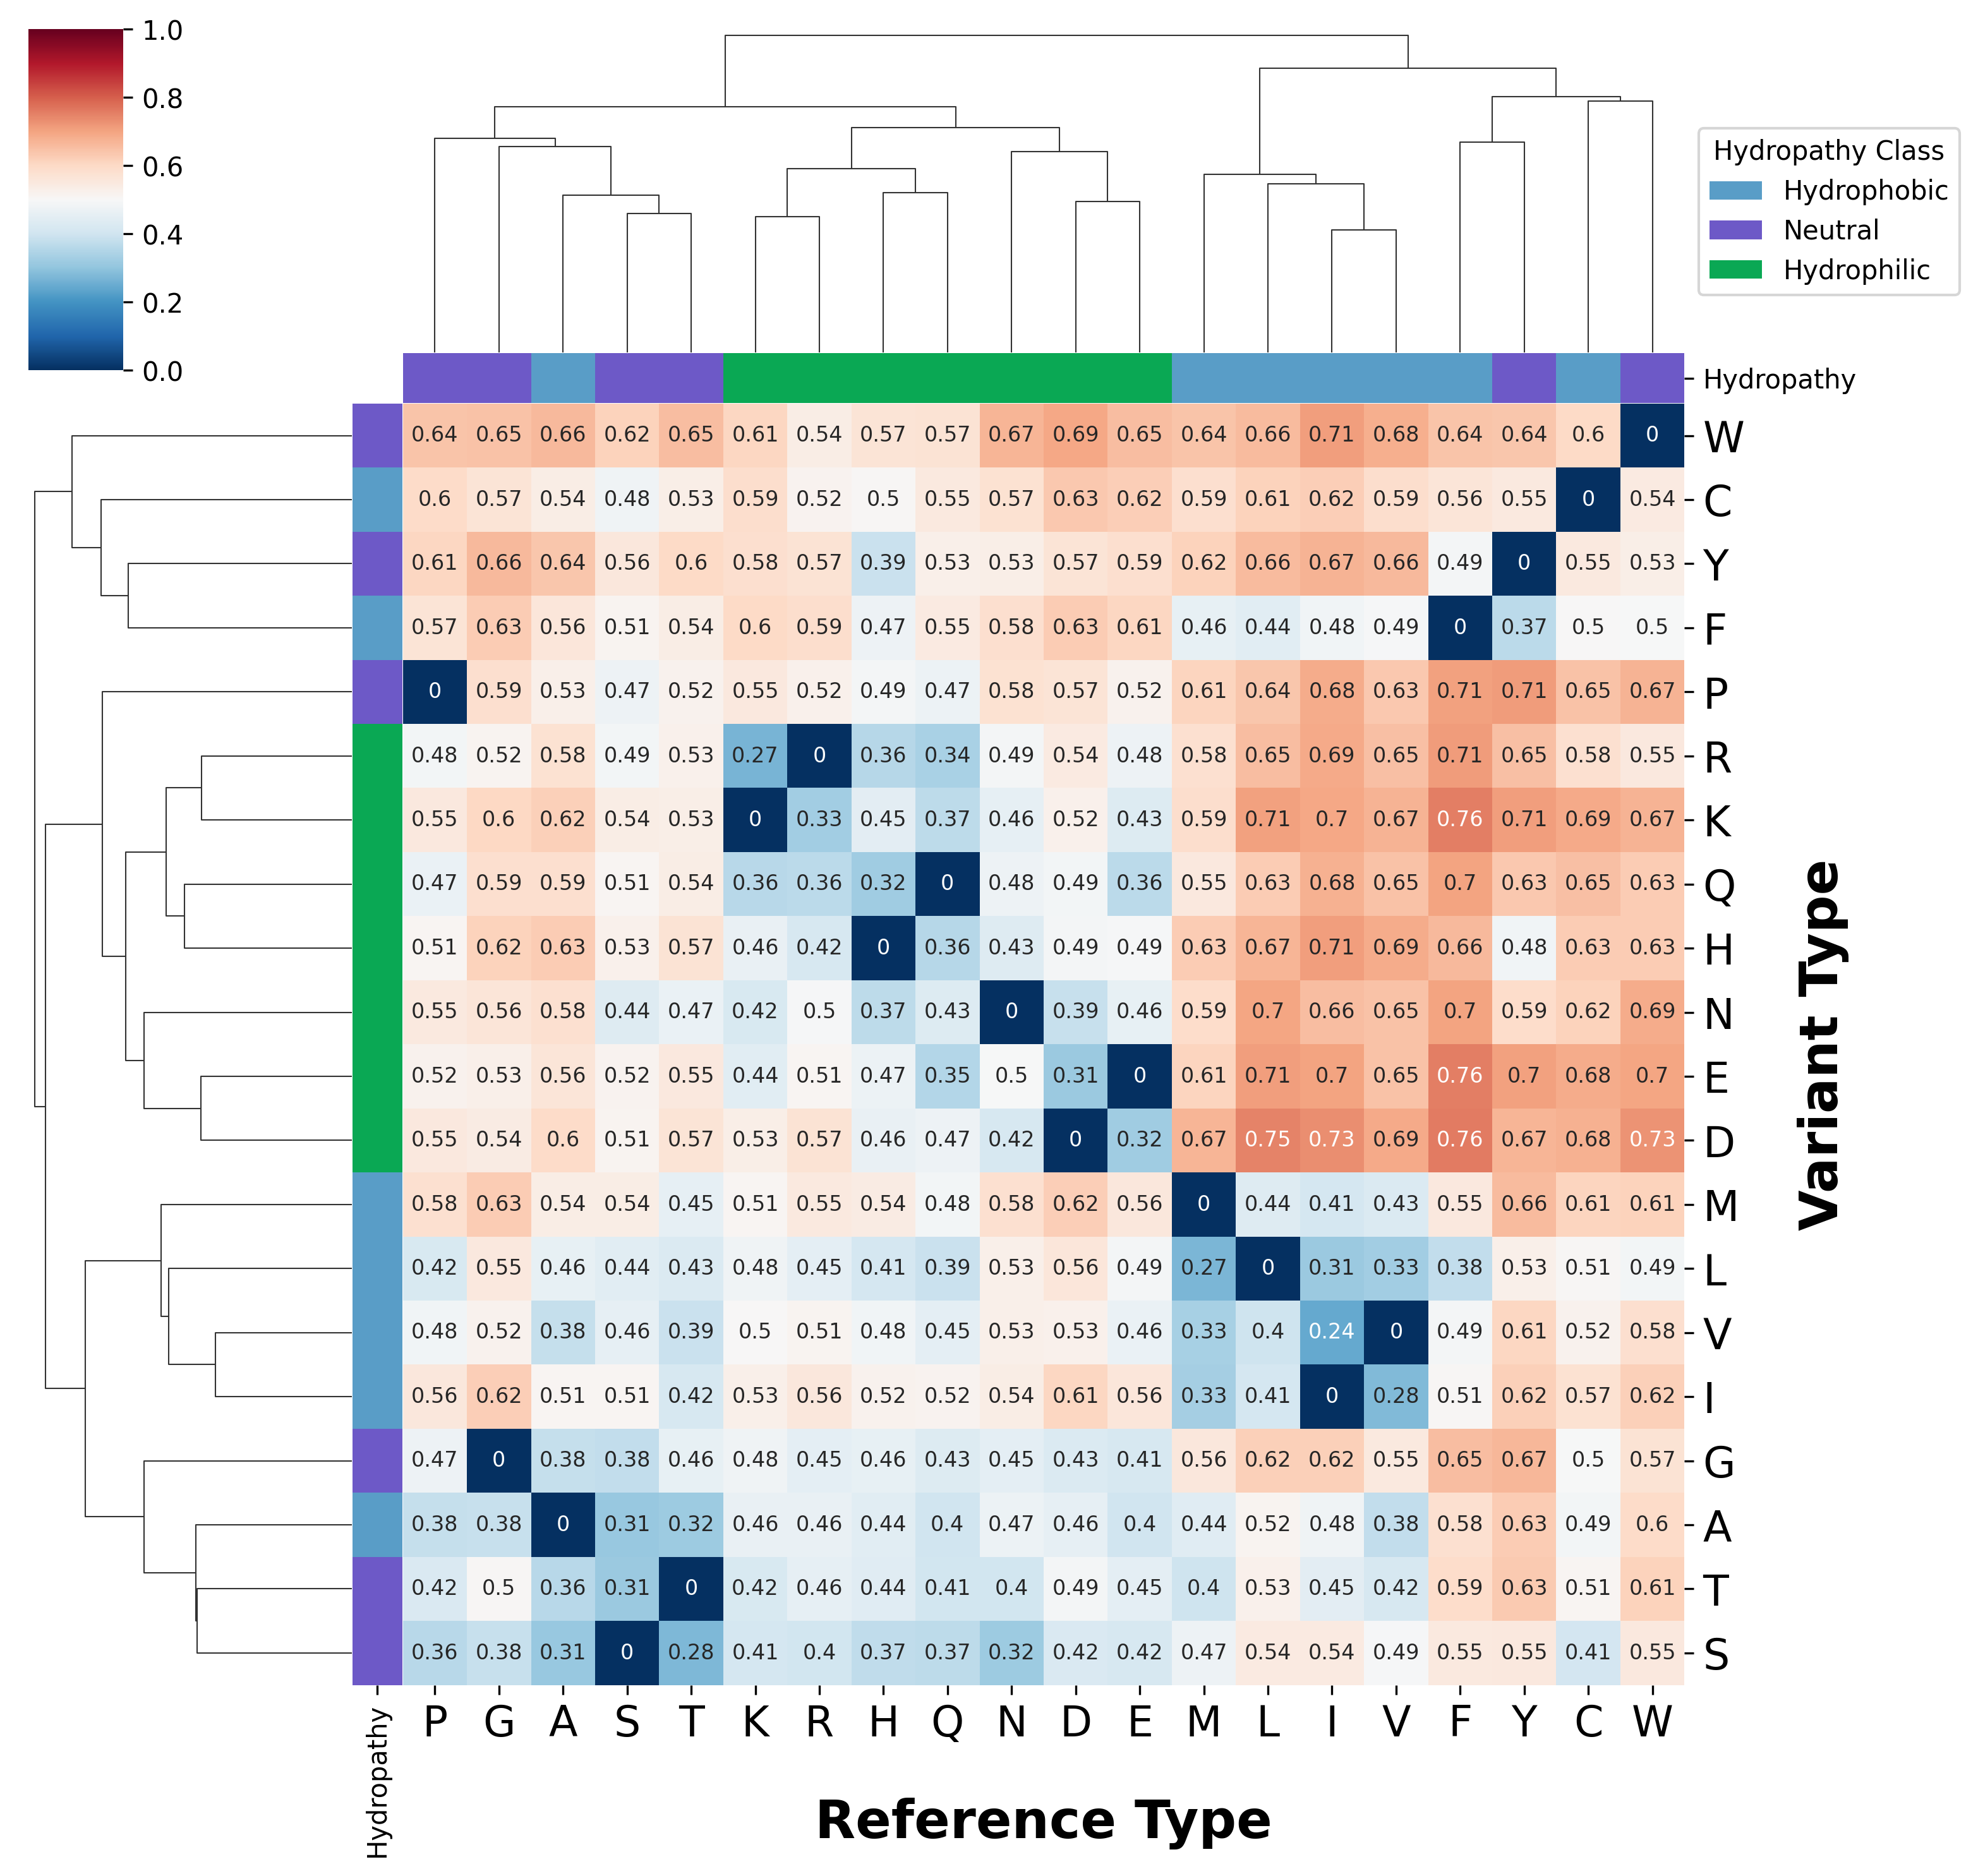 1.0
0.8
0.6
0.4
0.2
0.0
Hydropathy Class
Hydrophobic
Neutral
Hydrophilic
Hydropathy
0.64 0.65 0.66 0.62 0.65 0.61 0.54 0.57 0.57 0.67 0.69 0.65 0.64 0.66 0.71 0.68 0.64 0.64 0.6 0 W
0.6 0.57 0.54 0.48 0.53 0.59 0.52 0.5 0.55 0.57 0.63 0.62 0.59 0.61 0.62 0.59 0.56 0.55 0 0.54 C
0.61 0.66 0.64 0.56 0.6 0.58 0.57 0.39 0.53 0.53 0.57 0.59 0.62 0.66 0.67 0.66 0.49 0 0.55 0.53 Y
0.57 0.63 0.56 0.51 0.54 0.6 0.59 0.47 0.55 0.58 0.63 0.61 0.46 0.44 0.48 0.49 0 0.37 0.5 0.5 F
0 0.59 0.53 0.47 0.52 0.55 0.52 0.49 0.47 0.58 0.57 0.52 0.61 0.64 0.68 0.63 0.71 0.71 0.65 0.67 P
0.48 0.52 0.58 0.49 0.53 0.27 0 0.36 0.34 0.49 0.54 0.48 0.58 0.65 0.69 0.65 0.71 0.65 0.58 0.55 R
0.55 0.6 0.62 0.54 0.53 0 0.33 0.45 0.37 0.46 0.52 0.43 0.59 0.71 0.7 0.67 0.76 0.71 0.69 0.67 K
0.47 0.59 0.59 0.51 0.54 0.36 0.36 0.32 0 0.48 0.49 0.36 0.55 0.63 0.68 0.65 0.7 0.63 0.65 0.63 Q
0.51 0.62 0.63 0.53 0.57 0.46 0.42 0 0.36 0.43 0.49 0.49 0.63 0.67 0.71 0.69 0.66 0.48 0.63 0.63 H
0.55 0.56 0.58 0.44 0.47 0.42 0.5 0.37 0.43 0 0.39 0.46 0.59 0.7 0.66 0.65 0.7 0.59 0.62 0.69 N
0.52 0.53 0.56 0.52 0.55 0.44 0.51 0.47 0.35 0.5 0.31 0 0.61 0.71 0.7 0.65 0.76 0.7 0.68 0.7 E
0.55 0.54 0.6 0.51 0.57 0.53 0.57 0.46 0.47 0.42 0 0.32 0.67 0.75 0.73 0.69 0.76 0.67 0.68 0.73 D
0.58 0.63 0.54 0.54 0.45 0.51 0.55 0.54 0.48 0.58 0.62 0.56 0 0.44 0.41 0.43 0.55 0.66 0.61 0.61 M
0.42 0.55 0.46 0.44 0.43 0.48 0.45 0.41 0.39 0.53 0.56 0.49 0.27 0 0.31 0.33 0.38 0.53 0.51 0.49 L
0.48 0.52 0.38 0.46 0.39 0.5 0.51 0.48 0.45 0.53 0.53 0.46 0.33 0.4 0.24 0 0.49 0.61 0.52 0.58 V
0.56 0.62 0.51 0.51 0.42 0.53 0.56 0.52 0.52 0.54 0.61 0.56 0.33 0.41 0 0.28 0.51 0.62 0.57 0.62 I
0.47 0 0.38 0.38 0.46 0.48 0.45 0.46 0.43 0.45 0.43 0.41 0.56 0.62 0.62 0.55 0.65 0.67 0.5 0.57 G
0.38 0.38 0 0.31 0.32 0.46 0.46 0.44 0.4 0.47 0.46 0.4 0.44 0.52 0.48 0.38 0.58 0.63 0.49 0.6 A
0.42 0.5 0.36 0.31 0 0.42 0.46 0.44 0.41 0.4 0.49 0.45 0.4 0.53 0.45 0.42 0.59 0.63 0.51 0.61 T
0.36 0.38 0.31 0 0.28 0.41 0.4 0.37 0.37 0.32 0.42 0.42 0.47 0.54 0.54 0.49 0.55 0.55 0.41 0.55 S
Variant Type
Hydropathy
P G A S T K R H Q N D E M L I V F Y C W
Reference Type